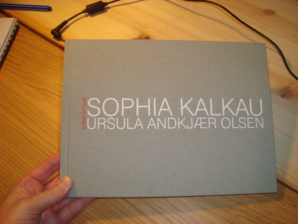 SOPHIA KALKAU
URSULA ANDKJÆR OLSEN